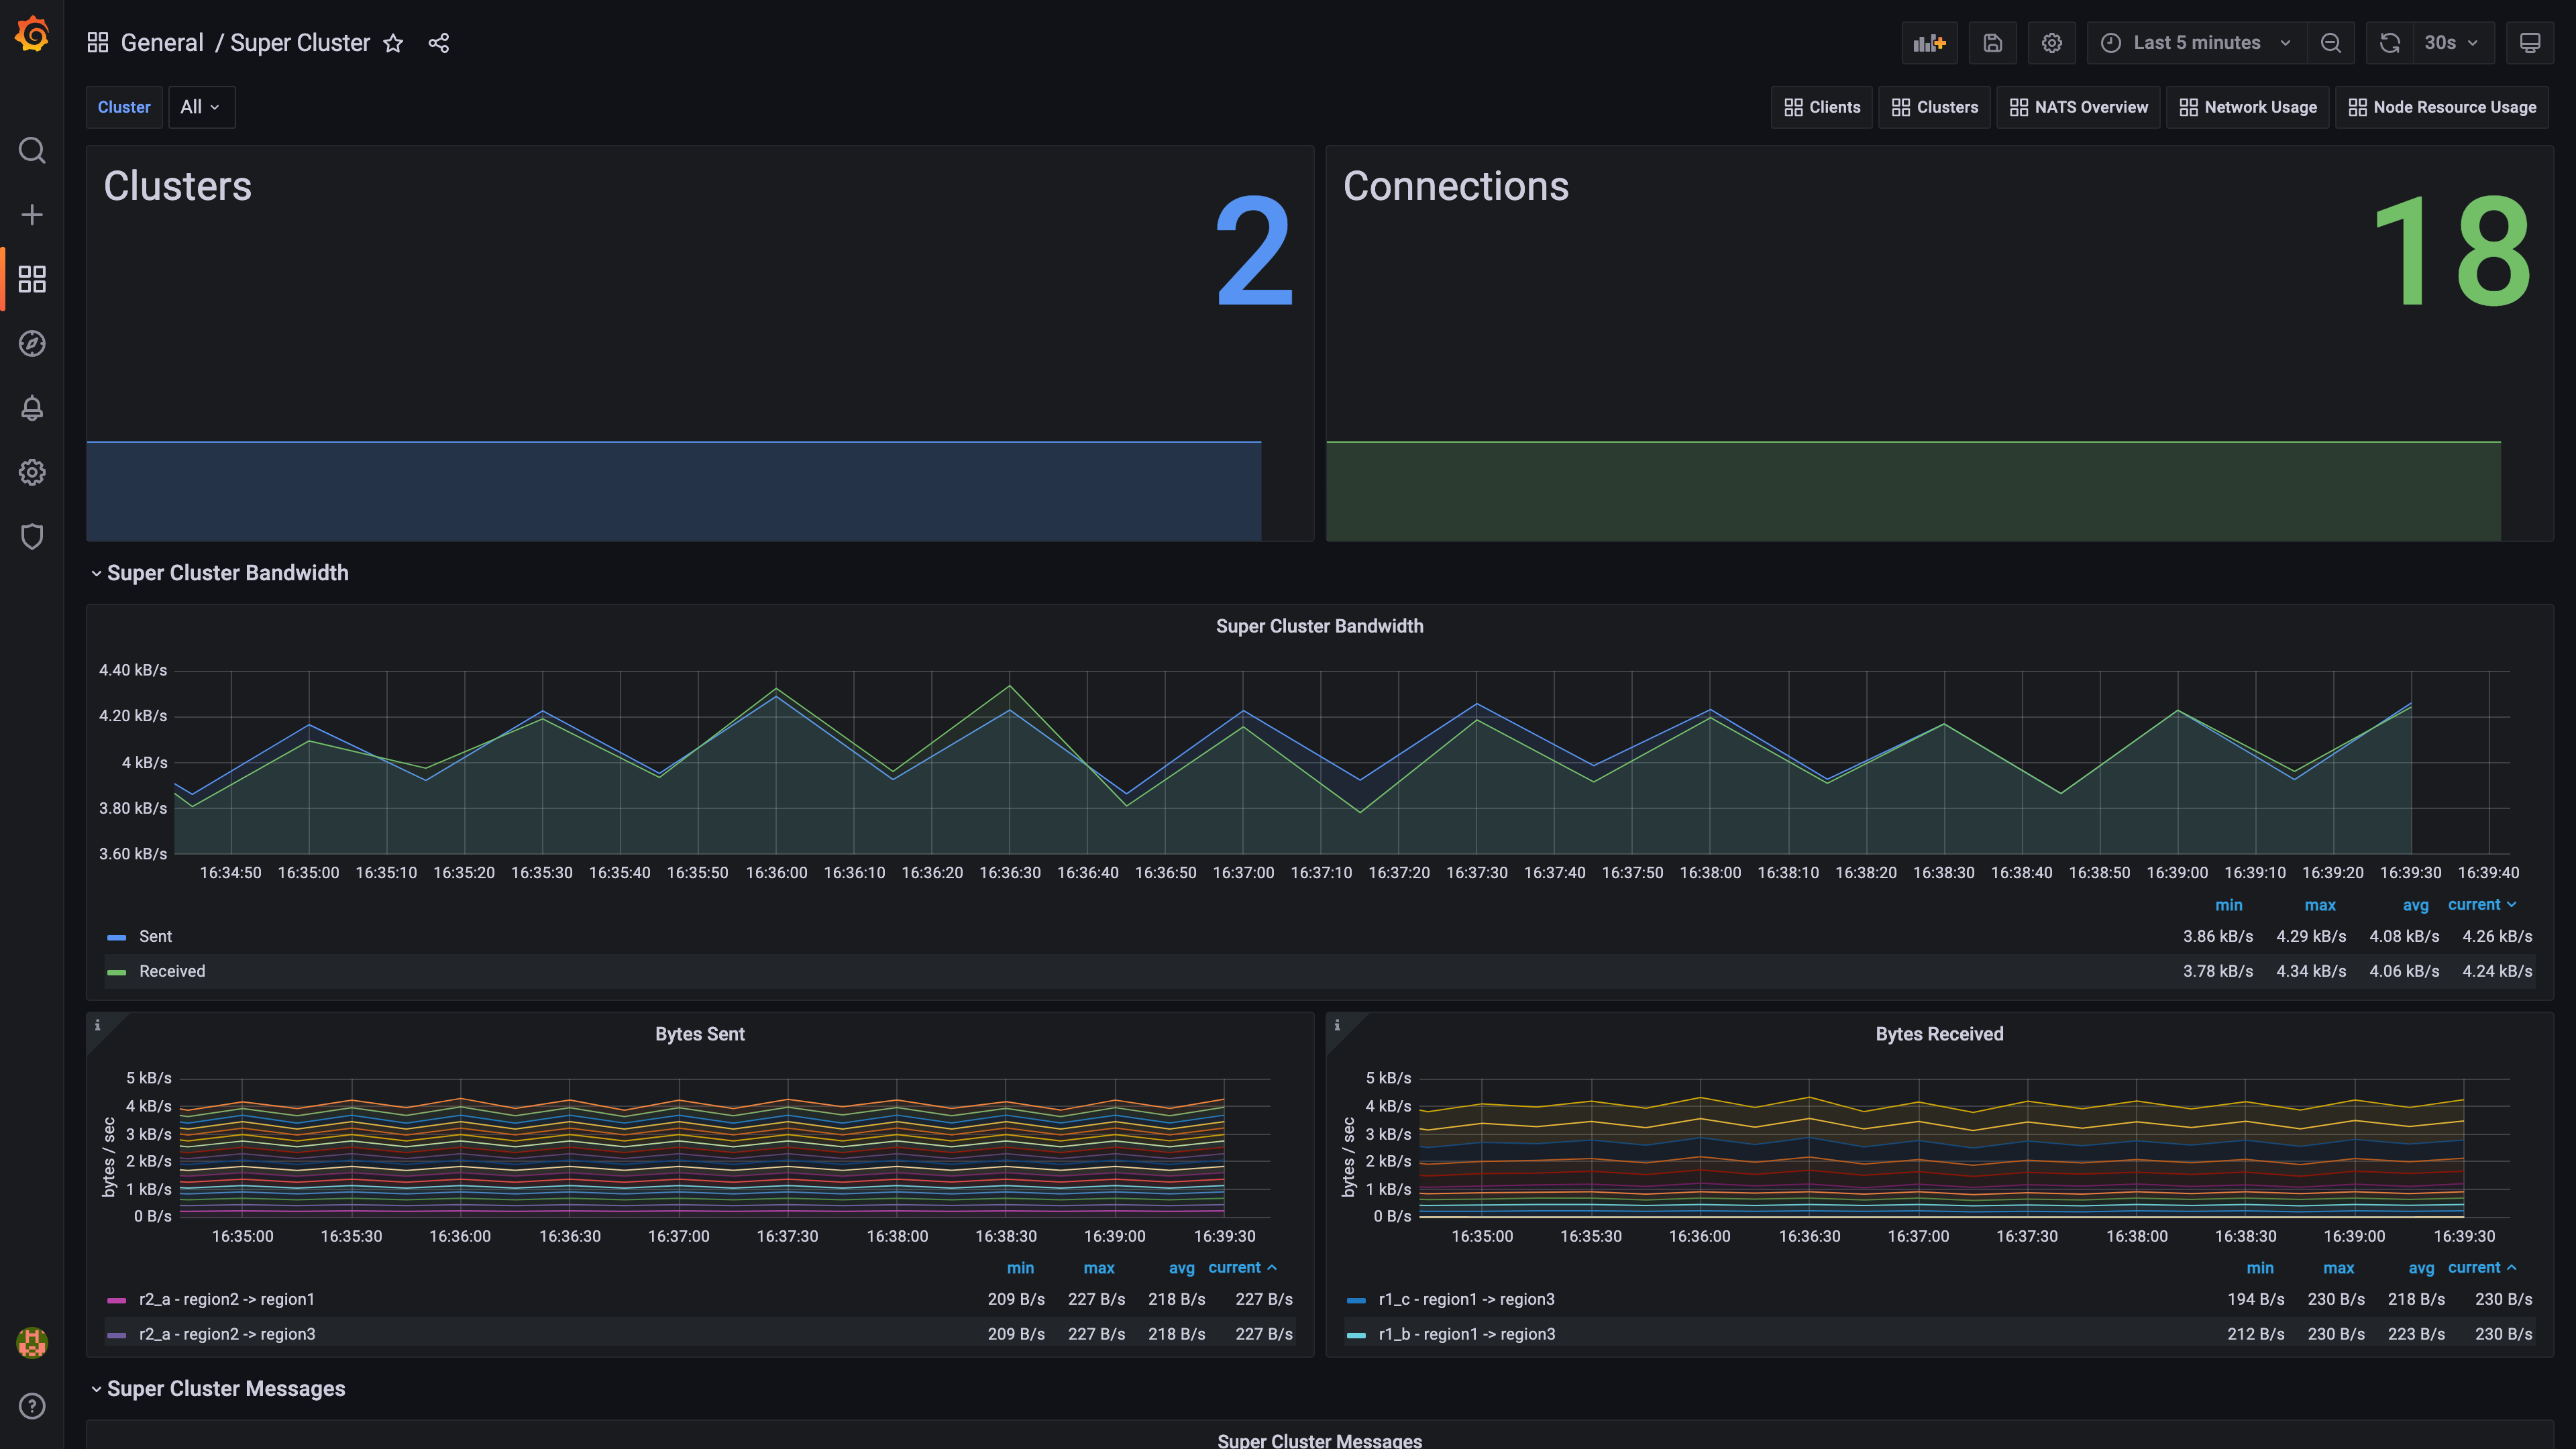 General / Super Cluster
Last 5 minutes
30s
Cluster All
Clients Clusters NATS Overview Network Usage Node Resource Usage
Clusters
2
Connections
18
Super Cluster Bandwidth
Super Cluster Bandwidth
4.40 kB/s
4.20 kB/s
4 kB/s
3.80 kB/s
3.60 kB/s
16:34:50 16:35:00 16:35:10 16:35:20 16:35:30 16:35:40 16:35:50 16:36:00 16:36:10 16:36:20 16:36:30 16:36:40 16:36:50 16:37:00 16:37:10 16:37:20 16:37:30 16:37:40 16:37:50 16:38:00 16:38:10 16:38:20 16:38:30 16:38:40 16:38:50 16:39:00 16:39:10 16:39:20 16:39:30 16:39:40
min max avg current
Sent 3.86 kB/s 4.29 kB/s 4.08 kB/s 4.26 kB/s
Received 3.78 kB/s 4.34 kB/s 4.06 kB/s 4.24 kB/s
i
Bytes Sent
bytes / sec
5 kB/s
4 kB/s
3 kB/s
2 kB/s
1 kB/s
0 B/s
16:35:00 16:35:30 16:36:00 16:36:30 16:37:00 16:37:30 16:38:00 16:38:30 16:39:00 16:39:30
min max avg current
r2_a - region2 -> region1 209 B/s 227 B/s 218 B/s 227 B/s
r2_a - region2 -> region3 209 B/s 227 B/s 218 B/s 227 B/s
i
Bytes Received
bytes / sec
5 kB/s
4 kB/s
3 kB/s
2 kB/s
1 kB/s
0 B/s
16:35:00 16:35:30 16:36:00 16:36:30 16:37:00 16:37:30 16:38:00 16:38:30 16:39:00 16:39:30
min max avg current
r1_c - region1 -> region3 194 B/s 230 B/s 218 B/s 230 B/s
r1_b - region1 -> region3 212 B/s 230 B/s 223 B/s 230 B/s
Super Cluster Messages
Super Cluster Messages